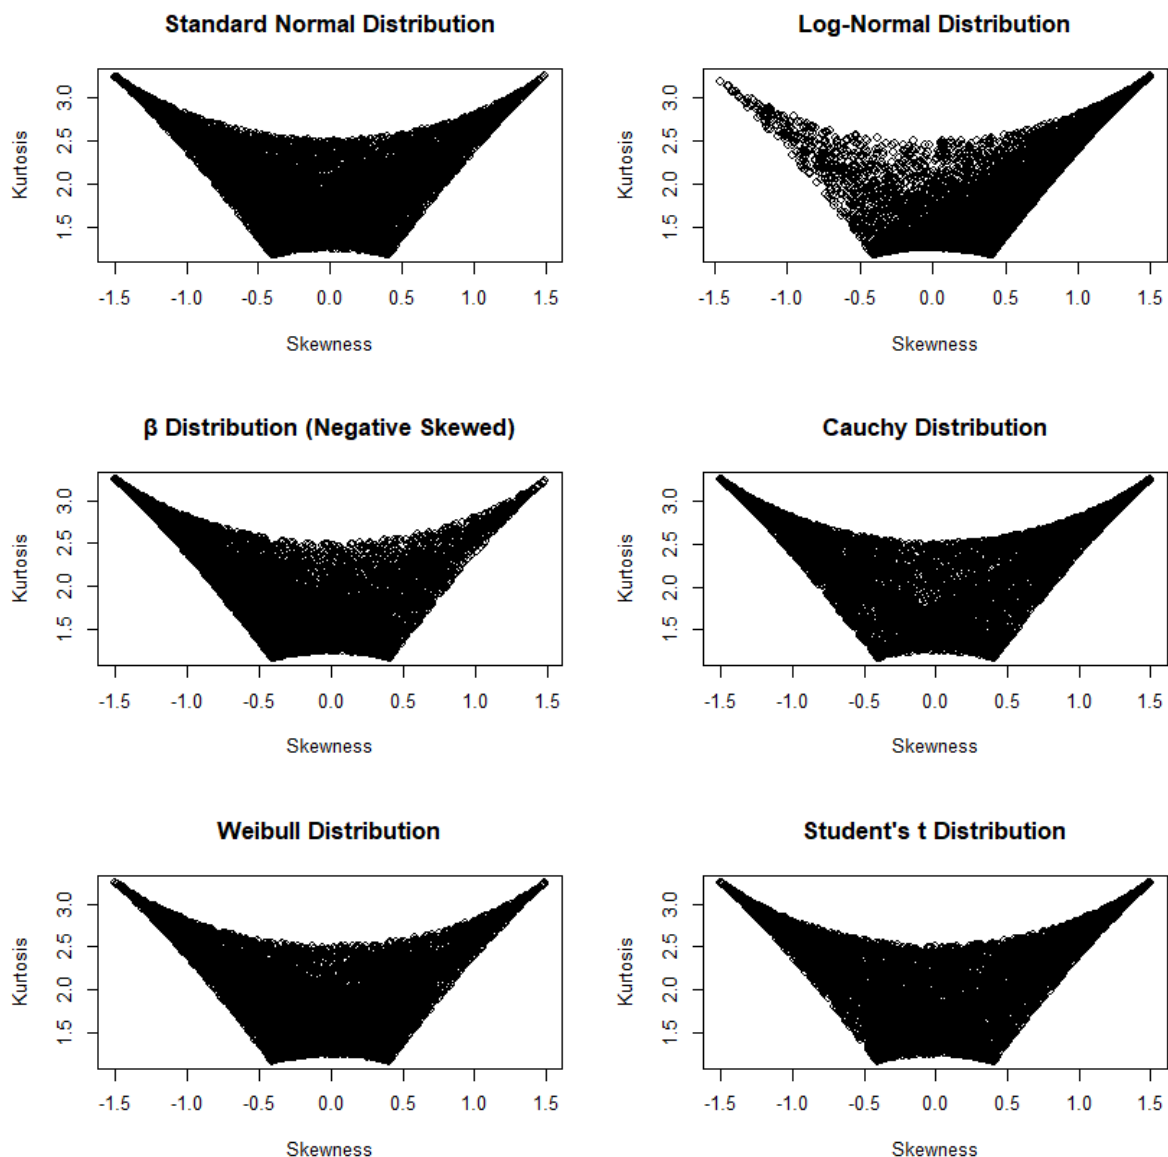 Standard Normal Distribution
Kurtosis
1.5 2.0 2.5 3.0
-1.5 -1.0 -0.5 0.0 0.5 1.0 1.5
Skewness
Log-Normal Distribution
Kurtosis
1.5 2.0 2.5 3.0
-1.5 -1.0 -0.5 0.0 0.5 1.0 1.5
Skewness
β Distribution (Negative Skewed)
Kurtosis
1.5 2.0 2.5 3.0
-1.5 -1.0 -0.5 0.0 0.5 1.0 1.5
Skewness
Cauchy Distribution
Kurtosis
1.5 2.0 2.5 3.0
-1.5 -1.0 -0.5 0.0 0.5 1.0 1.5
Skewness
Weibull Distribution
Kurtosis
1.5 2.0 2.5 3.0
-1.5 -1.0 -0.5 0.0 0.5 1.0 1.5
Skewness
Student's t Distribution
Kurtosis
1.5 2.0 2.5 3.0
-1.5 -1.0 -0.5 0.0 0.5 1.0 1.5
Skewness